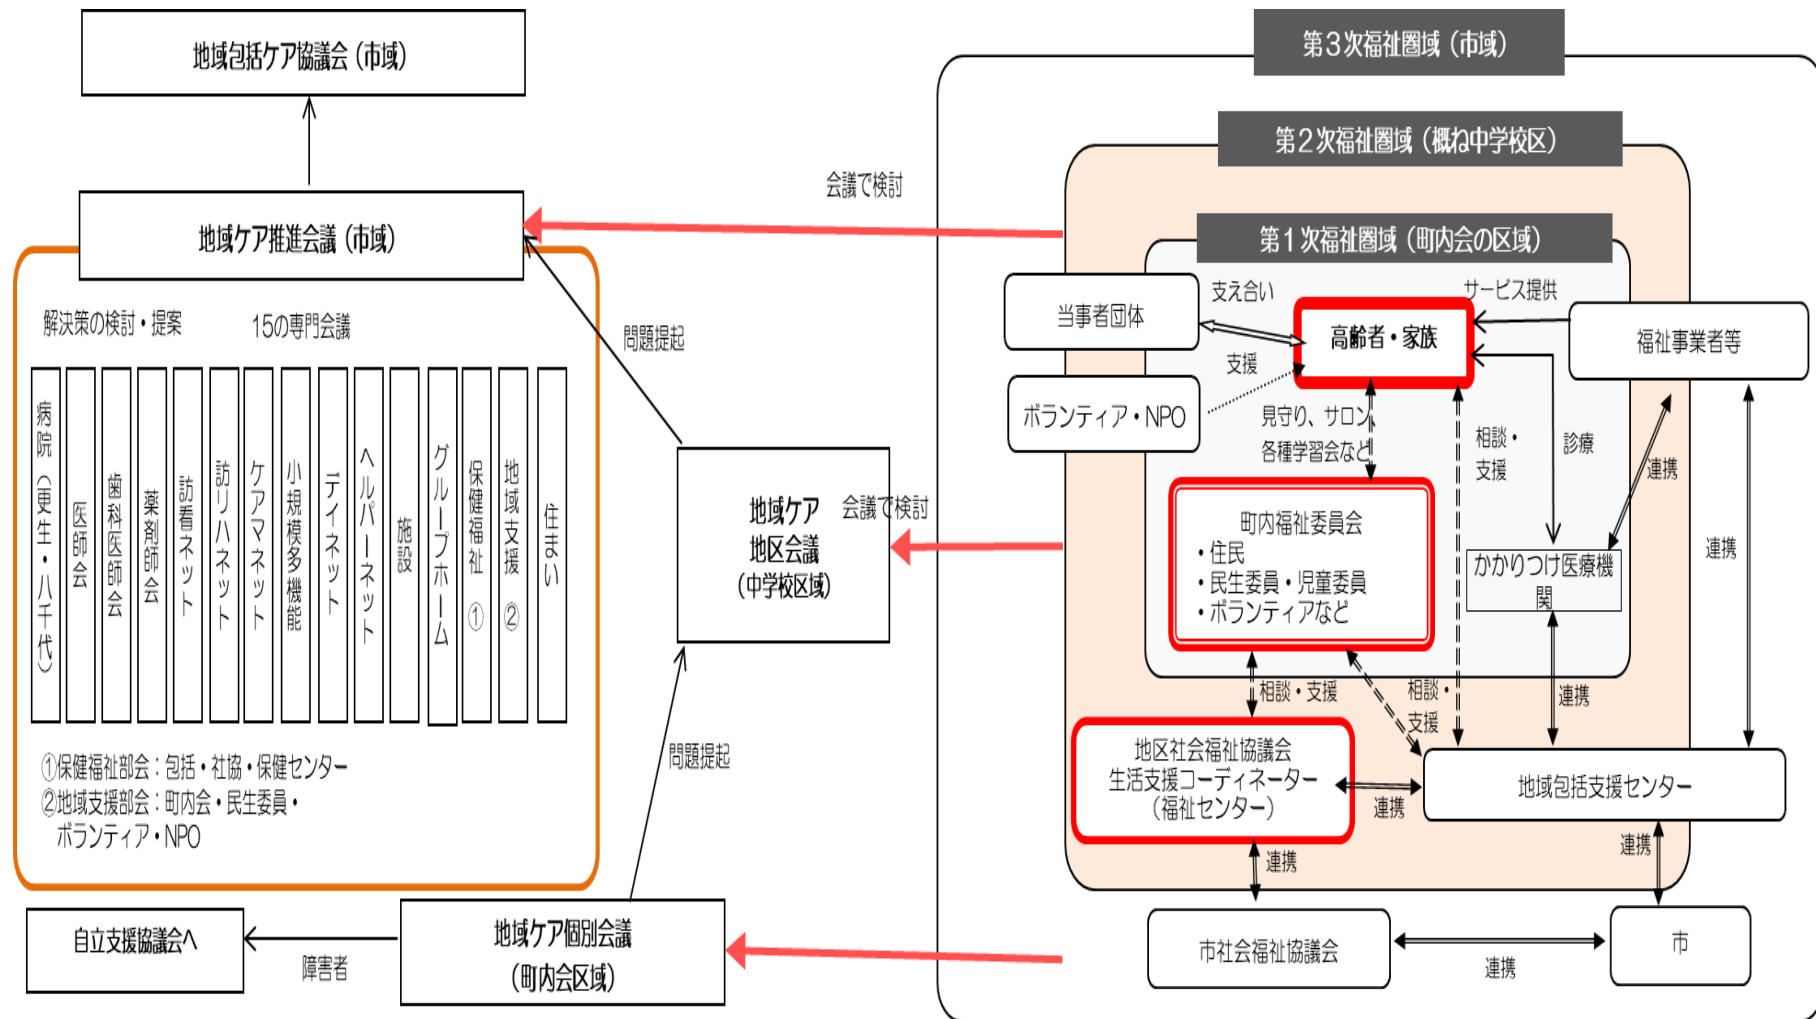 地域包括ケア協議会（市域）
地域ケア推進会議（市域）
解決策の検討・提案
15の専門会議
病院（更生・八千代）
医師会
歯科医師会
薬剤師会
訪看ネット
訪リハネット
ケアマネット
小規模多機能
デイネット
ヘルパーネット
施設
グループホーム
保健福祉　①
地域支援　②
住まい
①保健福祉部会：包括・社協・保健センター
②地域支援部会：町内会・民生委員・
ボランティア・NPO
自立支援協議会へ
障害者
地域ケア個別会議
（町内会区域）
問題提起
地域ケア
地区会議
（中学校区域）
問題提起
会議で検討
会議で検討
第３次福祉圏域（市域）
第２次福祉圏域（概ね中学校区）
第１次福祉圏域（町内会の区域）
当事者団体
支え合い
高齢者・家族
サービス提供
福祉事業者等
支援
ボランティア・NPO
見守り、サロン、
各種学習会など
相談・
支援
診療
連携
連携
町内福祉委員会
・住民
・民生委員・児童委員
・ボランティアなど
かかりつけ医療機
関
相談・支援
相談・
支援
連携
地区社会福祉協議会
生活支援コーディネーター
（福祉センター）
連携
地域包括支援センター
連携
連携
市社会福祉協議会
連携
市